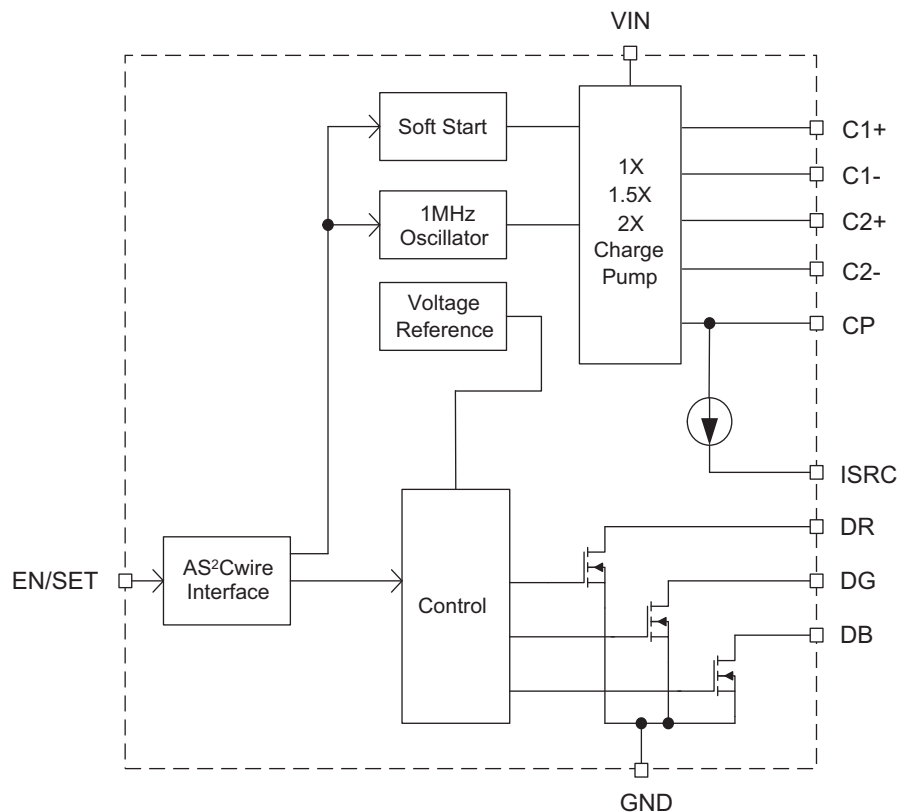 VIN
Soft Start
1MHz
Oscillator
Voltage
Reference
1X
1.5X
2X
Charge
Pump
C1+
C1-
C2+
C2-
CP
ISRC
DR
DG
DB
EN/SET
AS²Cwire
Interface
Control
GND